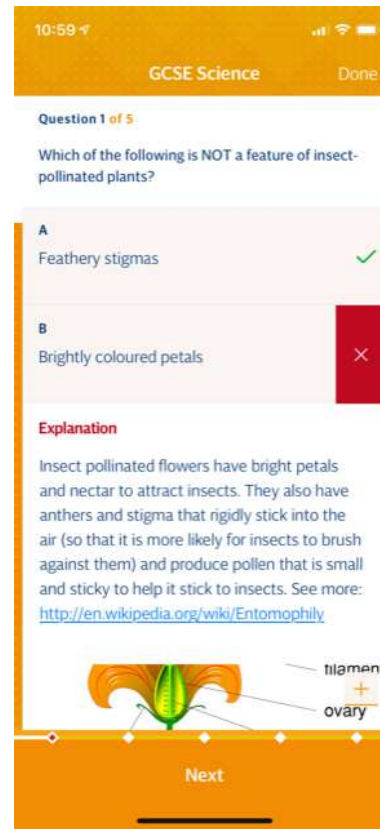 10:59
GCSE Science
Done
Question 1 of 5
Which of the following is NOT a feature of insect-
pollinated plants?
A
Feathery stigmas
B
Brightly coloured petals
Explanation
Insect pollinated flowers have bright petals
and nectar to attract insects. They also have
anthers and stigma that rigidly stick into the
air (so that it is more likely for insects to brush
against them) and produce pollen that is small
and sticky to help it stick to insects. See more:
http://en.wikipedia.org/wiki/Entomophily
filamen
+
ovary
Next